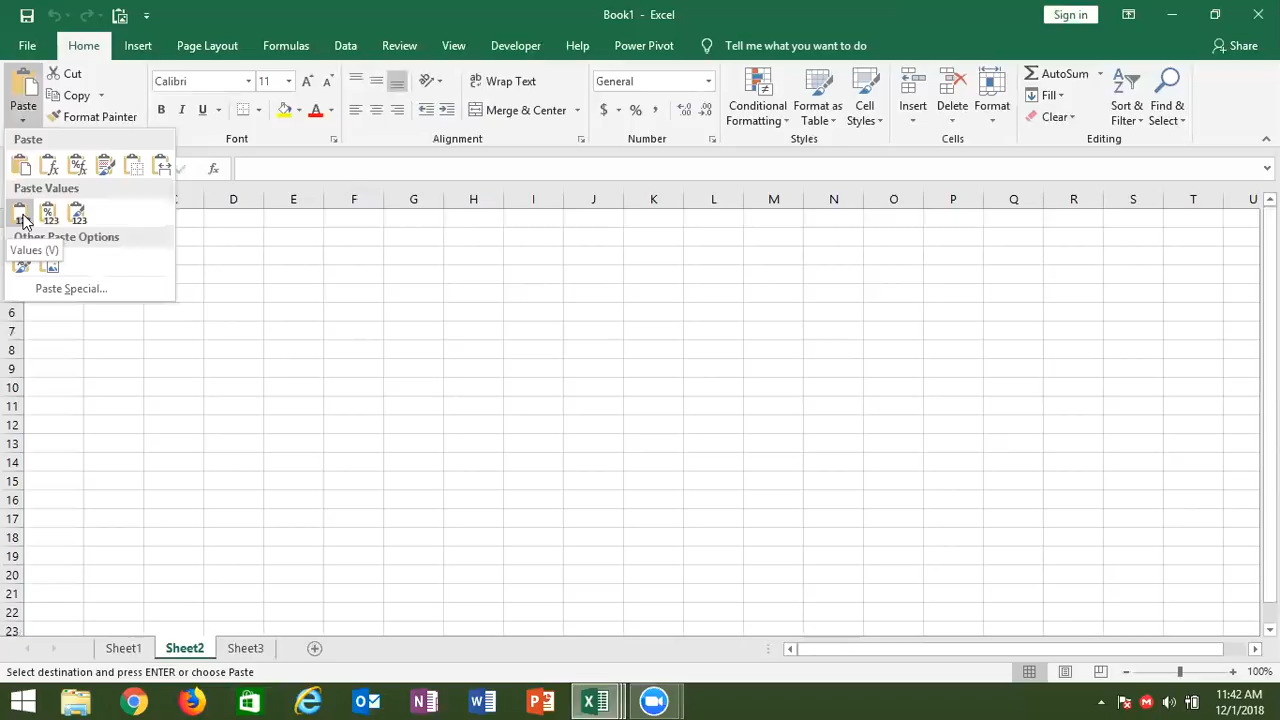 Book1 - Excel
Sign in
File Home Insert Page Layout Formulas Data Review View Developer Help Power Pivot Tell me what you want to do Share
Paste
Cut
Copy
Format Painter
Calibri 11
B I U
Wrap Text
Merge & Center
General
$ % ,
Conditional Formatting
Format as Table
Cell Styles
Insert Delete Format
AutoSum
Fill
Clear
Sort & Filter
Find & Select
Font Alignment Number Styles Cells Editing
Paste
fx
Paste Values
Other Paste Options
Values (V)
Paste Special...
D E F G H I J K L M N O P Q R S T U
6
7
8
9
10
11
12
13
14
15
16
17
18
19
20
21
22
23
Sheet1 Sheet2 Sheet3
Select destination and press ENTER or choose Paste
100%
11:42 AM
12/1/2018